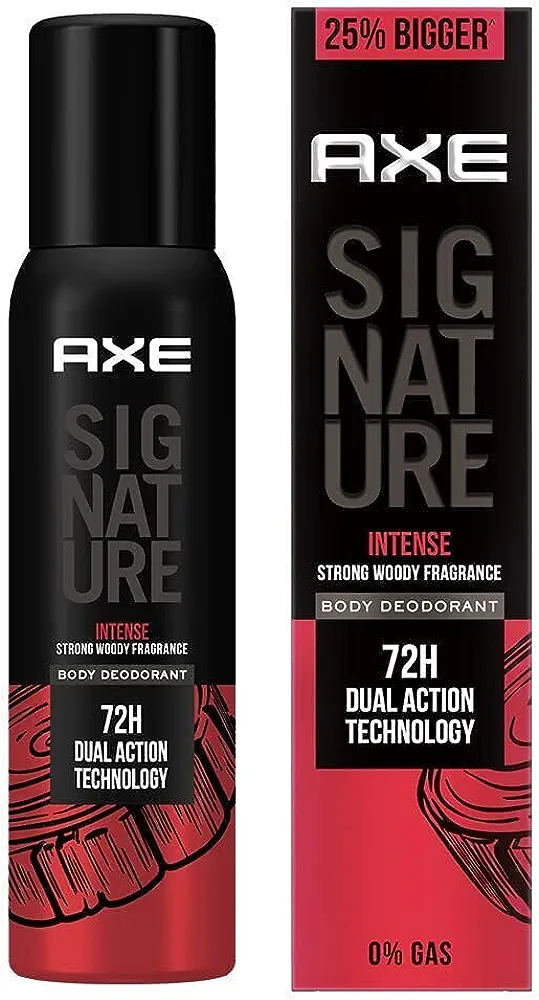 AXE
SIG
NAT
URE
INTENSE
STRONG WOODY FRAGRANCE
BODY DEODORANT
72H
DUAL ACTION
TECHNOLOGY
25% BIGGER^
AXE
SIG
NAT
URE
INTENSE
STRONG WOODY FRAGRANCE
BODY DEODORANT
72H
DUAL ACTION
TECHNOLOGY
0% GAS